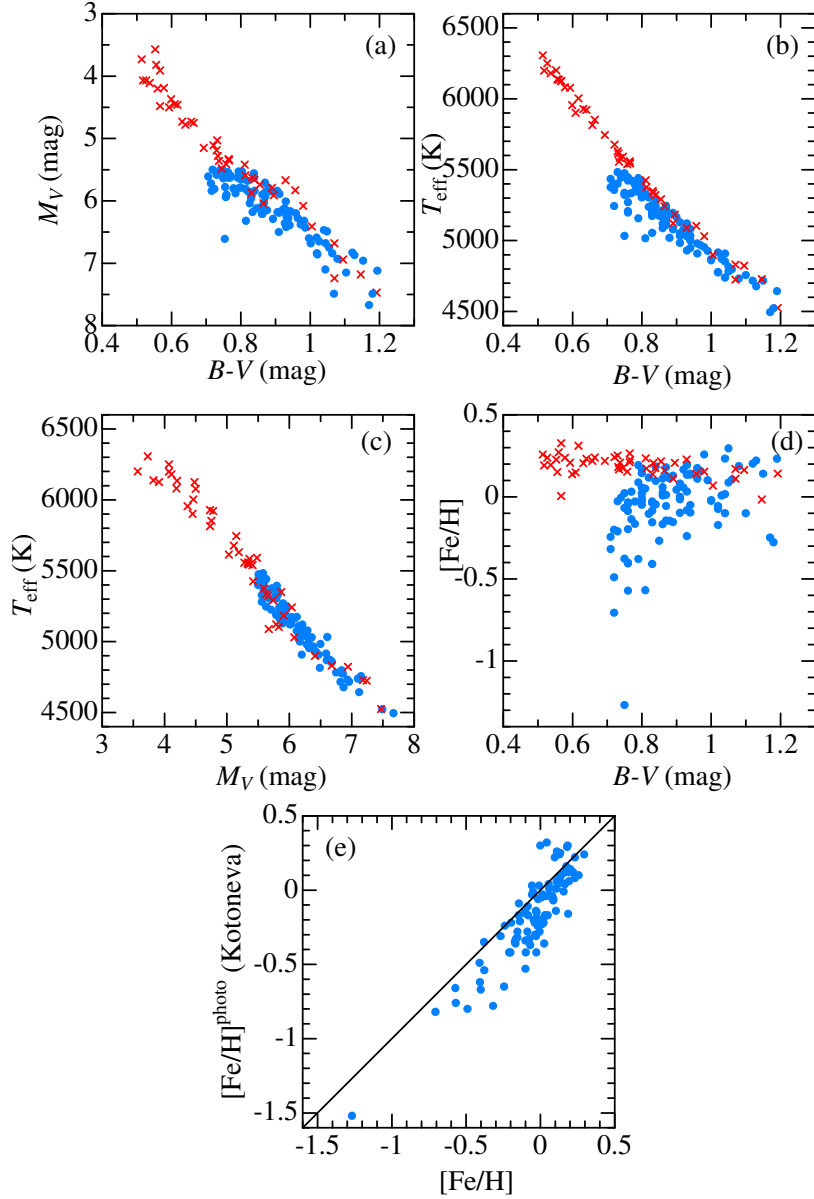 (a)
3
4
5
6
7
8
M_V (mag)
0.4 0.6 0.8 1 1.2
B-V (mag)
(b)
6500
6000
5500
5000
4500
T_eff (K)
0.4 0.6 0.8 1 1.2
B-V (mag)
(c)
6500
6000
5500
5000
4500
T_eff (K)
3 4 5 6 7 8
M_V (mag)
(d)
0.5
0
-0.5
-1
[Fe/H]
0.4 0.6 0.8 1 1.2
B-V (mag)
(e)
0.5
0
-0.5
-1
-1.5
[Fe/H]^photo (Kotoneva)
-1.5 -1 -0.5 0 0.5
[Fe/H]